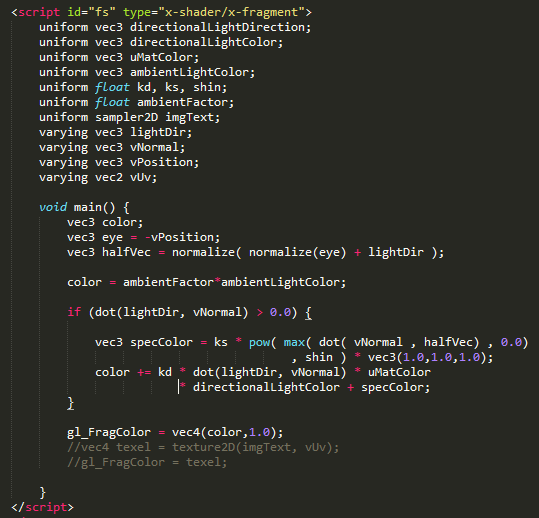 <script id="fs" type="x-shader/x-fragment">
uniform vec3 directionalLightDirection;
uniform vec3 directionalLightColor;
uniform vec3 uMatColor;
uniform vec3 ambientLightColor;
uniform float kd, ks, shin;
uniform float ambientFactor;
uniform sampler2D imgText;
varying vec3 lightDir;
varying vec3 vNormal;
varying vec3 vPosition;
varying vec2 vUv;
void main() {
vec3 color;
vec3 eye = -vPosition;
vec3 halfVec = normalize( normalize(eye) + lightDir );
color = ambientFactor*ambientLightColor;
if (dot(lightDir, vNormal) > 0.0) {
vec3 specColor = ks * pow( max( dot( vNormal , halfVec) , 0.0)
, shin ) * vec3(1.0,1.0,1.0);
color += kd * dot(lightDir, vNormal) * uMatColor
* directionalLightColor + specColor;
}
gl_FragColor = vec4(color,1.0);
//vec4 texel = texture2D(imgText, vUv);
//gl_FragColor = texel;
}
</script>